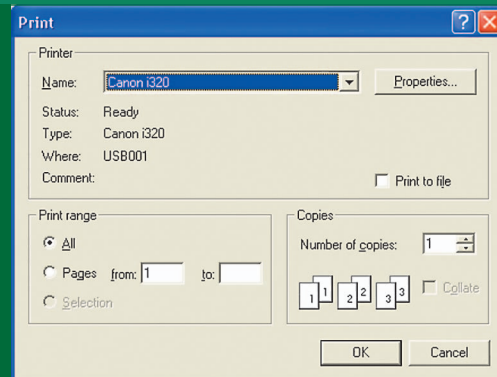 Print
Printer
Name: Canon i320 Properties...
Status: Ready
Type: Canon i320
Where: USB001
Comment: Print to file
Print range
All
Pages from: 1 to:
Selection
Copies
Number of copies: 1
1 1 2 2 3 3 Collate
OK Cancel